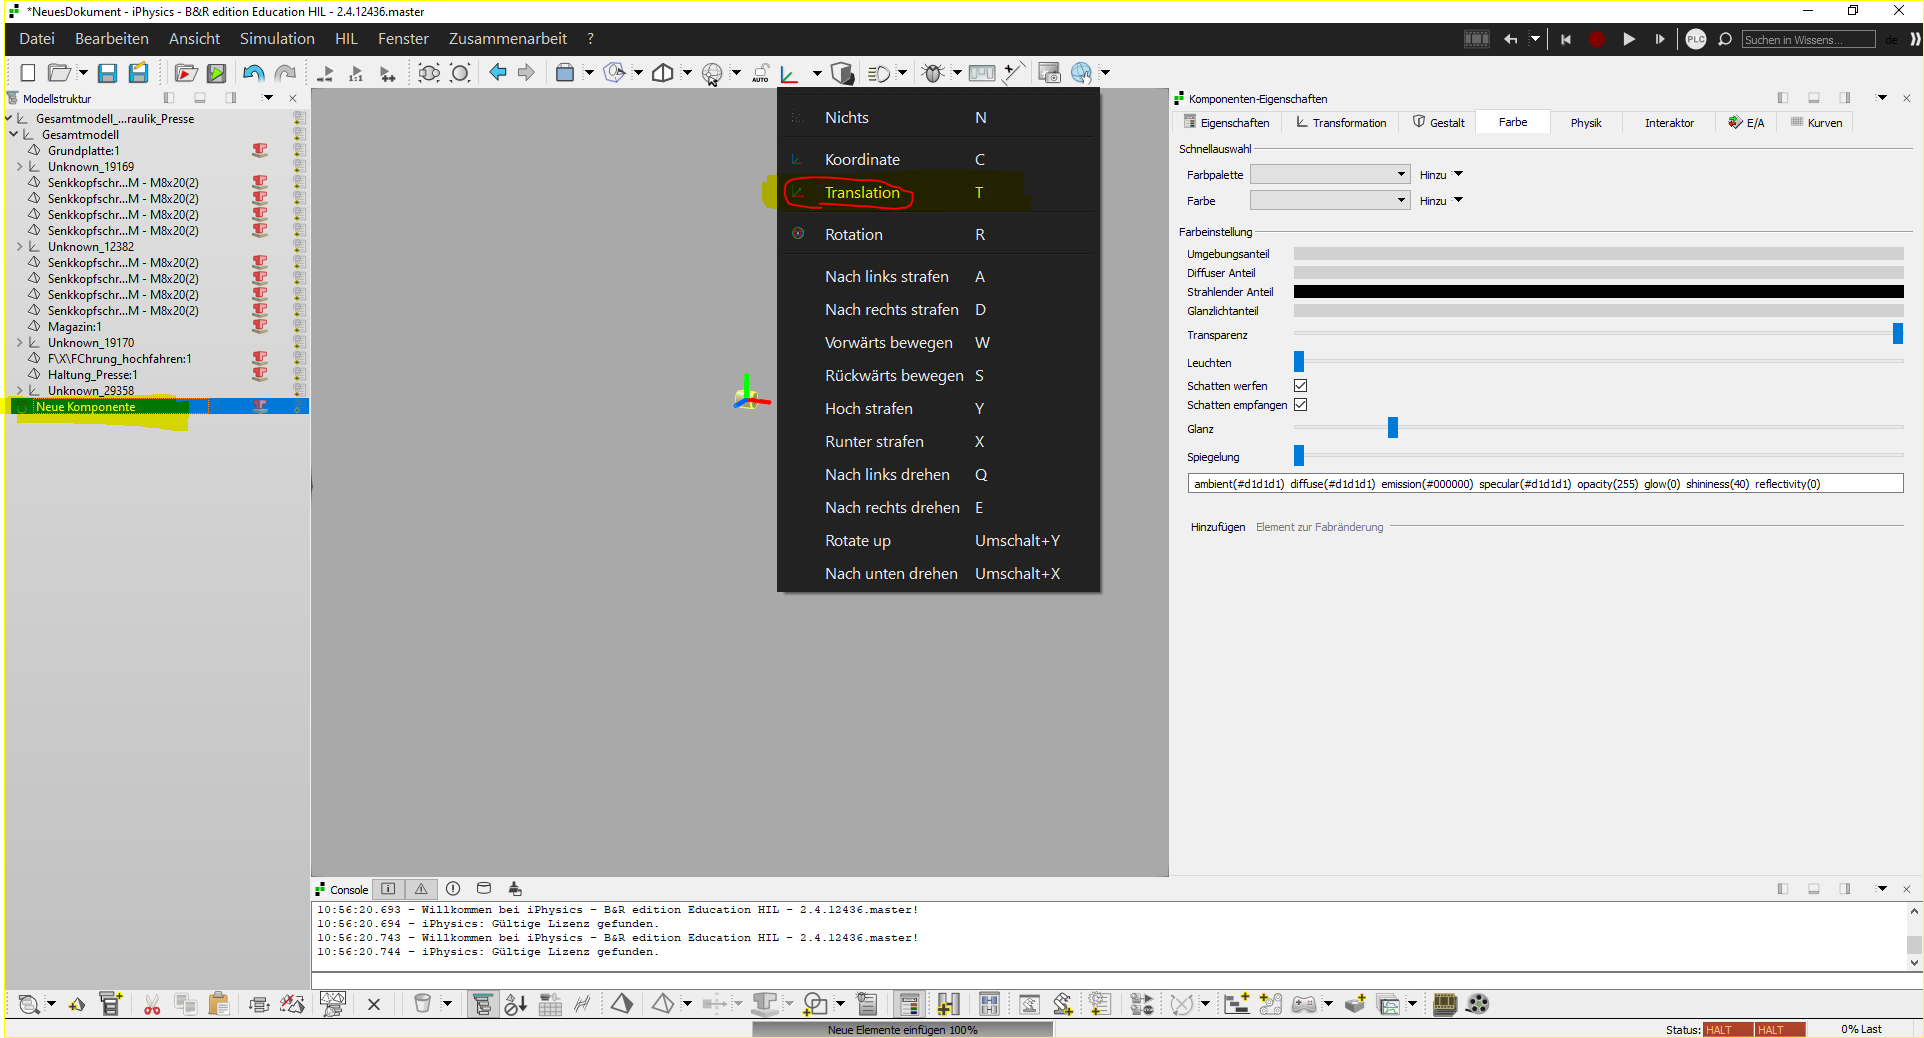 *NeuesDokument - iPhysics - B&R edition Education HIL - 2.4.12436.master
Datei Bearbeiten Ansicht Simulation HIL Fenster Zusammenarbeit ?
PLC Suchen in Wissens... de
1:1 AUTO
Modellstruktur
Gesamtmodell_...raulik_Presse
Gesamtmodell
Grundplatte:1
Unknown_19169
Senkkopfschr...M - M8x20(2)
Senkkopfschr...M - M8x20(2)
Senkkopfschr...M - M8x20(2)
Senkkopfschr...M - M8x20(2)
Unknown_12382
Senkkopfschr...M - M8x20(2)
Senkkopfschr...M - M8x20(2)
Senkkopfschr...M - M8x20(2)
Senkkopfschr...M - M8x20(2)
Magazin:1
Unknown_19170
F\X\FChrung_hochfahren:1
Haltung_Presse:1
Unknown_29358
Neue Komponente
Nichts N
Koordinate C
Translation T
Rotation R
Nach links strafen A
Nach rechts strafen D
Vorwärts bewegen W
Rückwärts bewegen S
Hoch strafen Y
Runter strafen X
Nach links drehen Q
Nach rechts drehen E
Rotate up Umschalt+Y
Nach unten drehen Umschalt+X
Komponenten-Eigenschaften
Eigenschaften Transformation Gestalt Farbe Physik Interaktor E/A Kurven
Schnellauswahl
Farbpalette Hinzu
Farbe Hinzu
Farbeinstellung
Umgebungsanteil
Diffuser Anteil
Strahlender Anteil
Glanzlichtanteil
Transparenz
Leuchten
Schatten werfen
Schatten empfangen
Glanz
Spiegelung
ambient(#d1d1d1) diffuse(#d1d1d1) emission(#000000) specular(#d1d1d1) opacity(255) glow(0) shininess(40) reflectivity(0)
Hinzufügen Element zur Fabränderung
Console
10:56:20.693 - Willkommen bei iPhysics - B&R edition Education HIL - 2.4.12436.master!
10:56:20.694 - iPhysics: Gültige Lizenz gefunden.
10:56:20.743 - Willkommen bei iPhysics - B&R edition Education HIL - 2.4.12436.master!
10:56:20.744 - iPhysics: Gültige Lizenz gefunden.
Neue Elemente einfügen 100%
Status: HALT HALT 0% Last